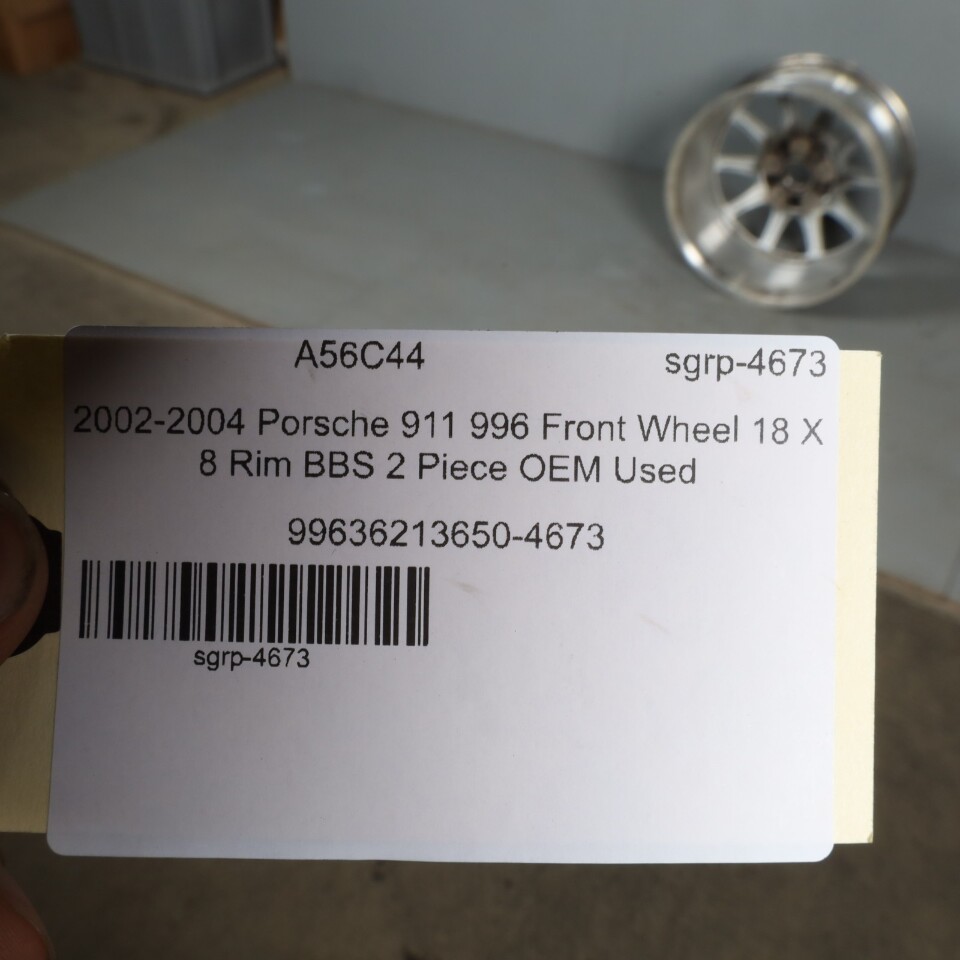 A56C44 sgrp-4673
2002-2004 Porsche 911 996 Front Wheel 18 X
8 Rim BBS 2 Piece OEM Used
99636213650-4673
sgrp-4673